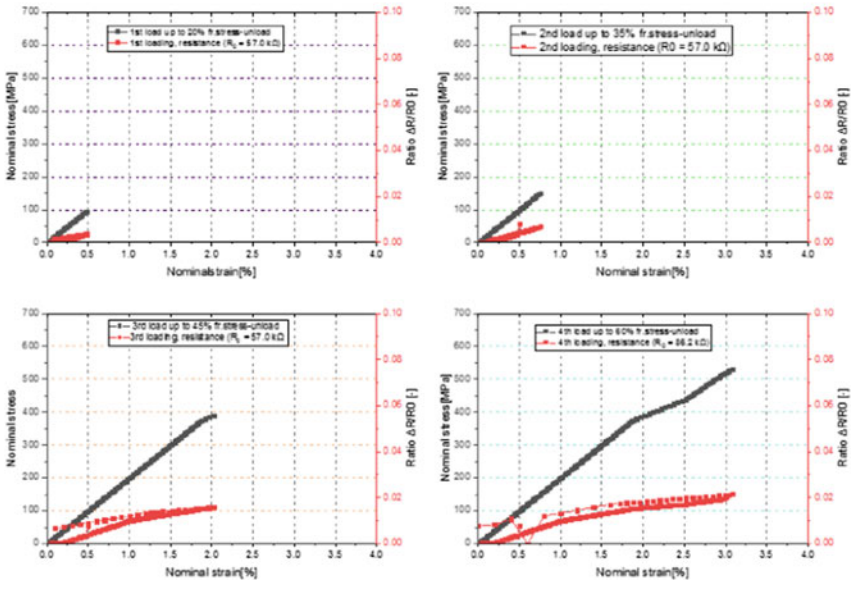 1st load up to 20% fr.stress-unload
1st loading, resistance (R0 = 57.0 kΩ)
Nominal stress[MPa]
700
600
500
400
300
200
100
0
0.10
0.08
0.06
0.04
0.02
0.00
Ratio ΔR/R0 [-]
0.0 0.5 1.0 1.5 2.0 2.5 3.0 3.5 4.0
Nominalstrain[%]
2nd load up to 35% fr.stress-unload
2nd loading, resistance (R0 = 57.0 kΩ)
Nominal stress[MPa]
700
600
500
400
300
200
100
0
0.10
0.08
0.06
0.04
0.02
0.00
Ratio ΔR/R0 [-]
0.0 0.5 1.0 1.5 2.0 2.5 3.0 3.5 4.0
Nominal strain[%]
3rd load up to 45% fr.stress-unload
3rd loading, resistance (R0 = 57.0 kΩ
Nominal stress
700
600
500
400
300
200
100
0
0.10
0.08
0.06
0.04
0.02
0.00
Ratio ΔR/R0 [-]
0.0 0.5 1.0 1.5 2.0 2.5 3.0 3.5 4.0
Nominal strain[%]
4th load up to 60% fr.stress-unload
4th loading, resistance (R0 = 86.2 kΩ)
Nominal stress[MPa]
700
600
500
400
300
200
100
0
0.10
0.08
0.06
0.04
0.02
0.00
Ratio ΔR/R0 [-]
0.0 0.5 1.0 1.5 2.0 2.5 3.0 3.5 4.0
Nominal strain[%]